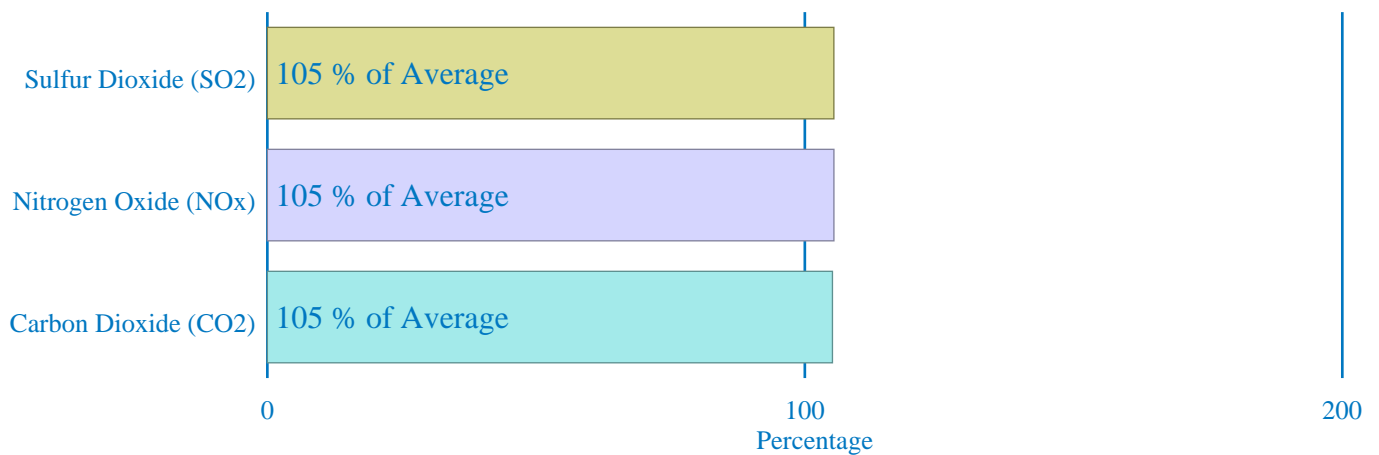 Sulfur Dioxide (SO2) 105 % of Average
Nitrogen Oxide (NOx) 105 % of Average
Carbon Dioxide (CO2) 105 % of Average
0 100 200
Percentage